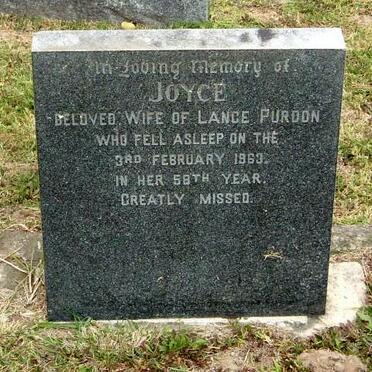 In Loving Memory of
JOYCE
BELOVED WIFE OF LANCE PURDON
WHO FELL ASLEEP ON THE
3RD FEBRUARY 1963.
IN HER 58TH YEAR.
GREATLY MISSED.